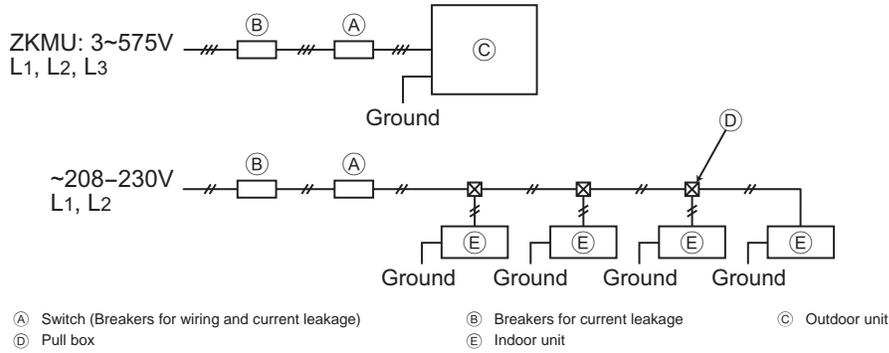 Ⓑ Ⓐ
ZKMU: 3~575V
L1, L2, L3
Ⓒ
Ground
Ⓓ
Ⓑ Ⓐ
~208–230V
L1, L2
Ⓔ Ⓔ Ⓔ Ⓔ
Ground Ground Ground Ground
Ⓐ Switch (Breakers for wiring and current leakage) Ⓑ Breakers for current leakage Ⓒ Outdoor unit
Ⓓ Pull box Ⓔ Indoor unit